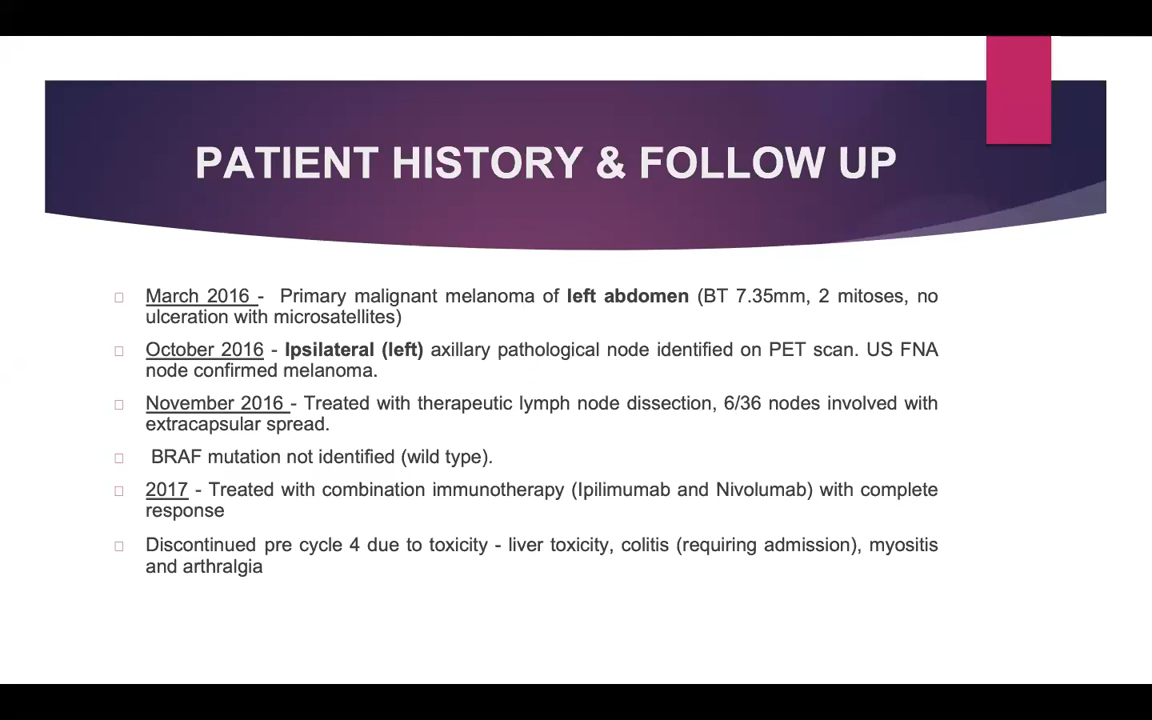 PATIENT HISTORY & FOLLOW UP
March 2016 - Primary malignant melanoma of left abdomen (BT 7.35mm, 2 mitoses, no
ulceration with microsatellites)
October 2016 - Ipsilateral (left) axillary pathological node identified on PET scan. US FNA
node confirmed melanoma.
November 2016 - Treated with therapeutic lymph node dissection, 6/36 nodes involved with
extracapsular spread.
BRAF mutation not identified (wild type).
2017 - Treated with combination immunotherapy (Ipilimumab and Nivolumab) with complete
response
Discontinued pre cycle 4 due to toxicity - liver toxicity, colitis (requiring admission), myositis
and arthralgia